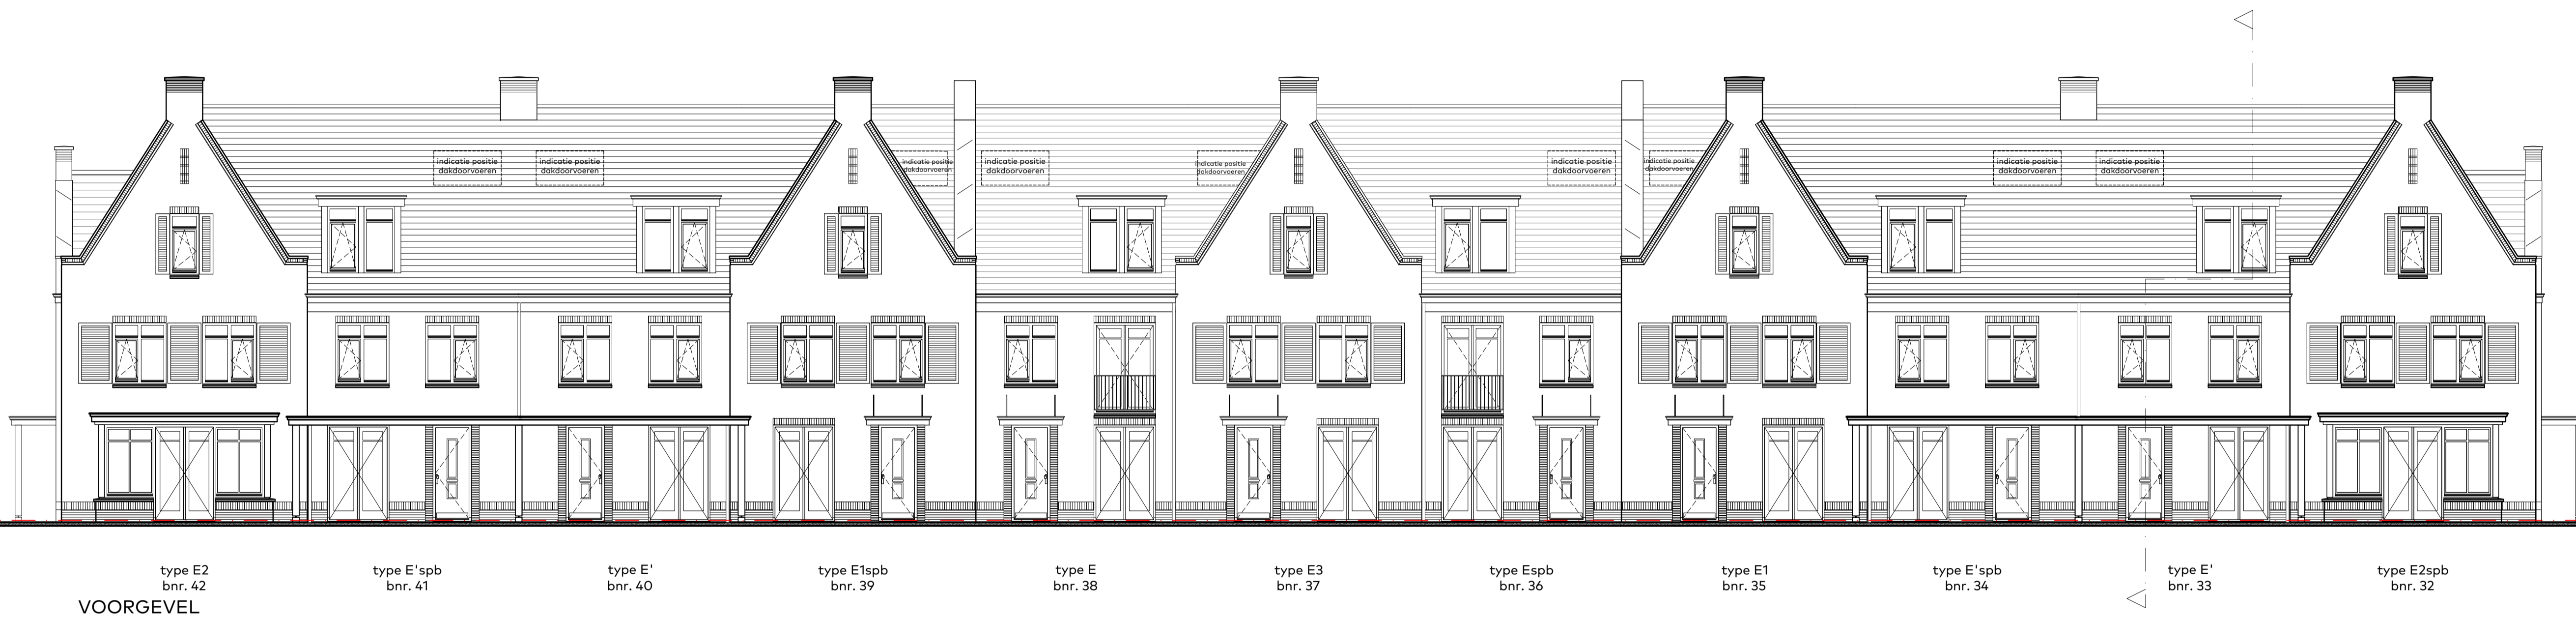 indicatie positie
dakdoorvoeren
indicatie positie
dakdoorvoeren
indicatie positie
dakdoorvoeren
indicatie positie
dakdoorvoeren
indicatie positie
dakdoorvoeren
indicatie positie
dakdoorvoeren
indicatie positie
dakdoorvoeren
indicatie positie
dakdoorvoeren
indicatie positie
dakdoorvoeren
type E2
bnr. 42
type E'spb
bnr. 41
type E'
bnr. 40
type E1spb
bnr. 39
type E
bnr. 38
type E3
bnr. 37
type Espb
bnr. 36
type E1
bnr. 35
type E'spb
bnr. 34
type E'
bnr. 33
type E2spb
bnr. 32
VOORGEVEL